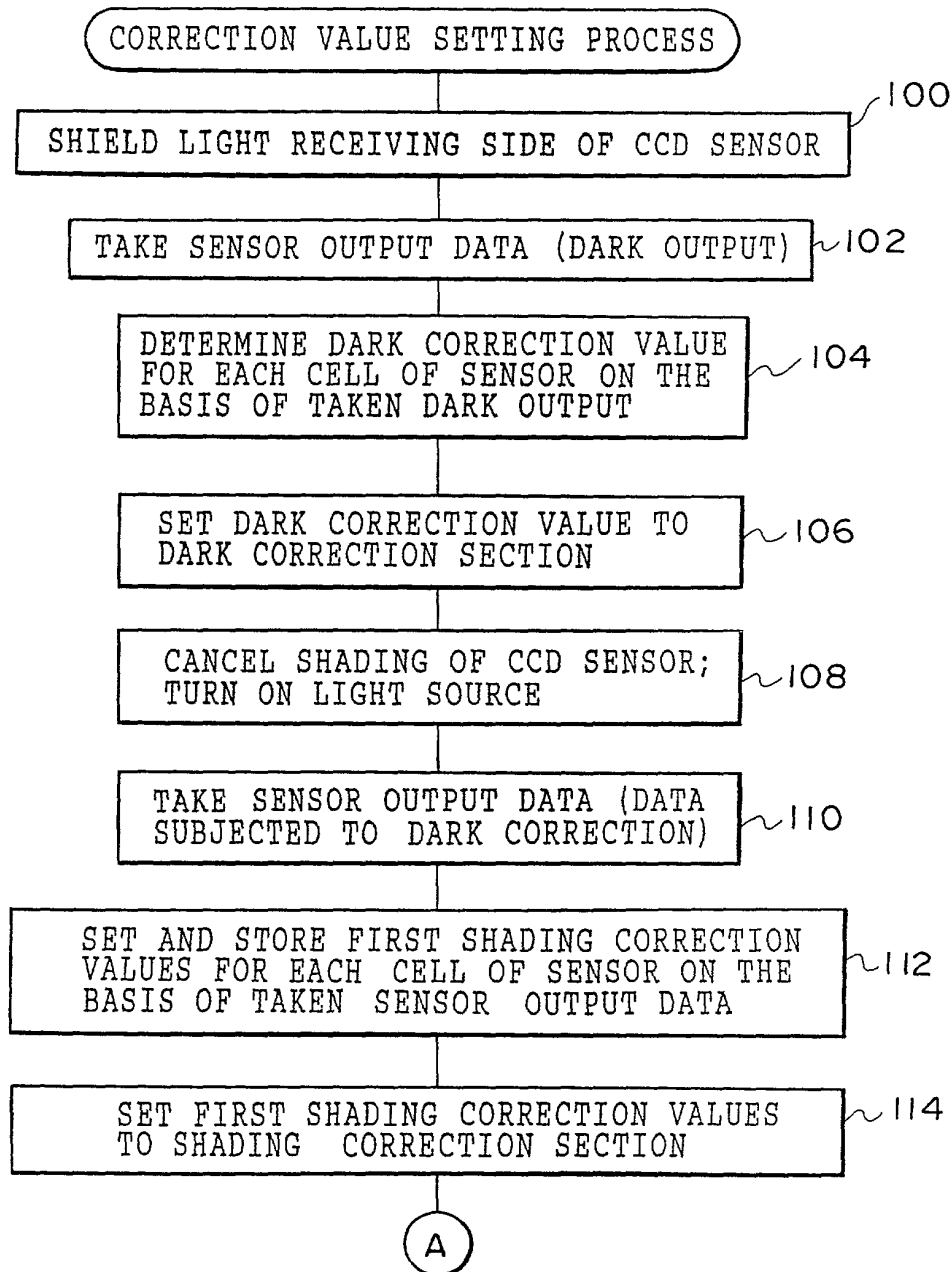 CORRECTION VALUE SETTING PROCESS
100
SHIELD LIGHT RECEIVING SIDE OF CCD SENSOR
TAKE SENSOR OUTPUT DATA (DARK OUTPUT)
102
DETERMINE DARK CORRECTION VALUE
FOR EACH CELL OF SENSOR ON THE
BASIS OF TAKEN DARK OUTPUT
104
SET DARK CORRECTION VALUE TO
DARK CORRECTION SECTION
106
CANCEL SHADING OF CCD SENSOR;
TURN ON LIGHT SOURCE
108
TAKE SENSOR OUTPUT DATA (DATA
SUBJECTED TO DARK CORRECTION)
110
SET AND STORE FIRST SHADING CORRECTION
VALUES FOR EACH CELL OF SENSOR ON THE
BASIS OF TAKEN SENSOR OUTPUT DATA
112
SET FIRST SHADING CORRECTION VALUES
TO SHADING CORRECTION SECTION
114
A